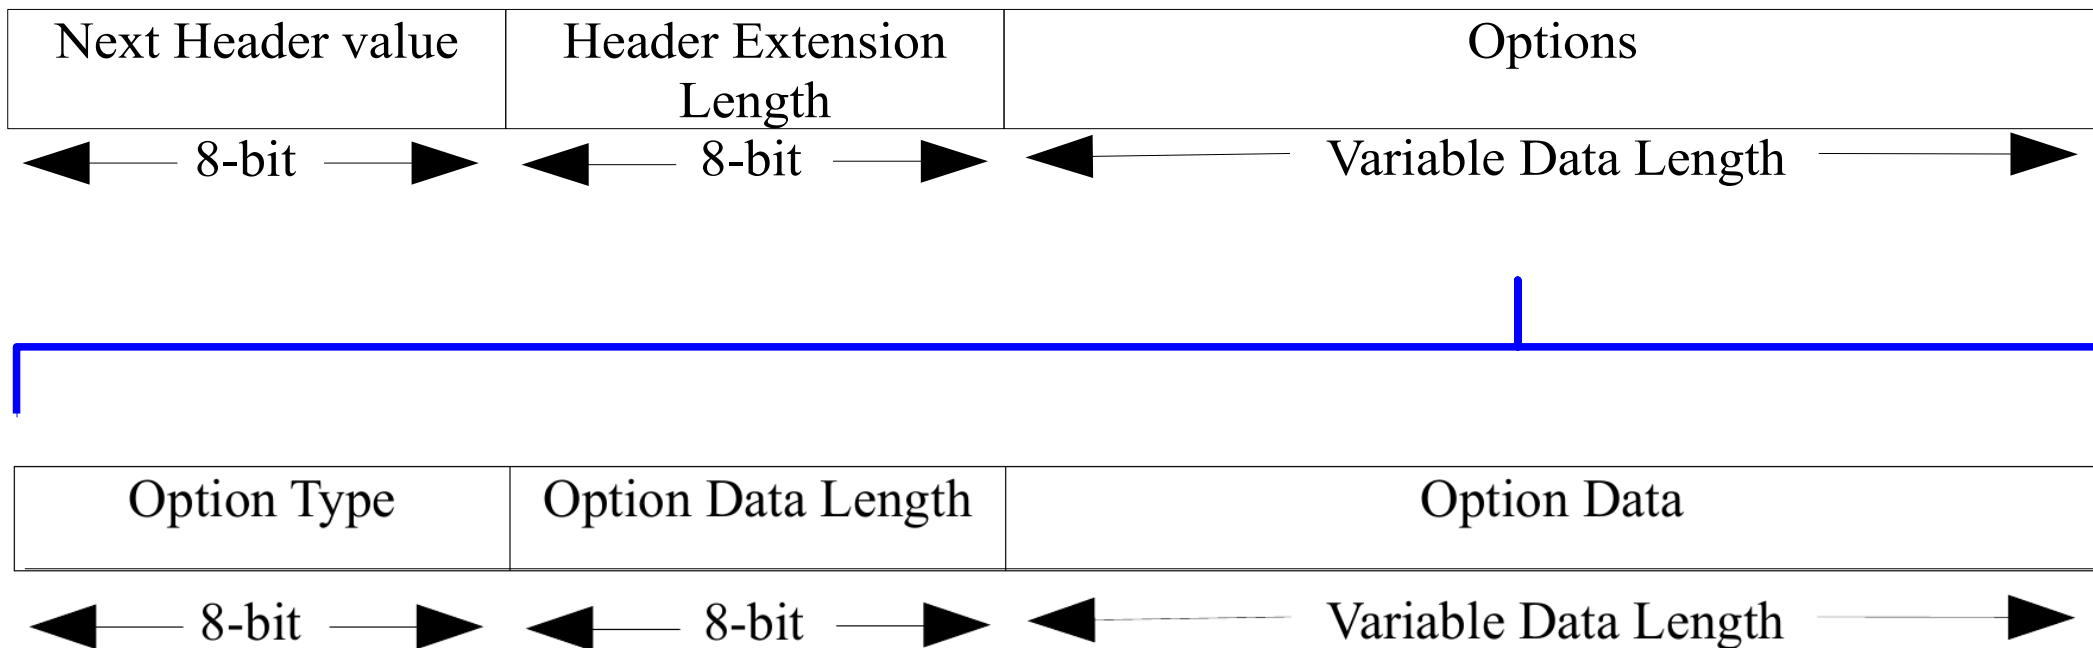 Next Header value
Header Extension
Length
Options
8-bit
8-bit
Variable Data Length
Option Type
Option Data Length
Option Data
8-bit
8-bit
Variable Data Length